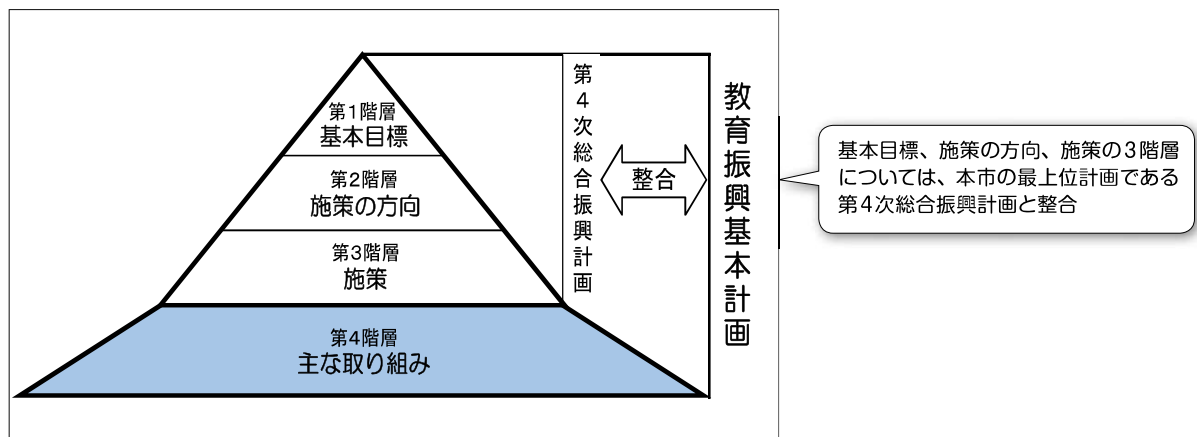 第1階層
基本目標
第2階層
施策の方向
第3階層
施策
第4階層
主な取り組み
第4次総合振興計画
整合
教育振興基本計画
基本目標、施策の方向、施策の3階層
については、本市の最上位計画である
第4次総合振興計画と整合